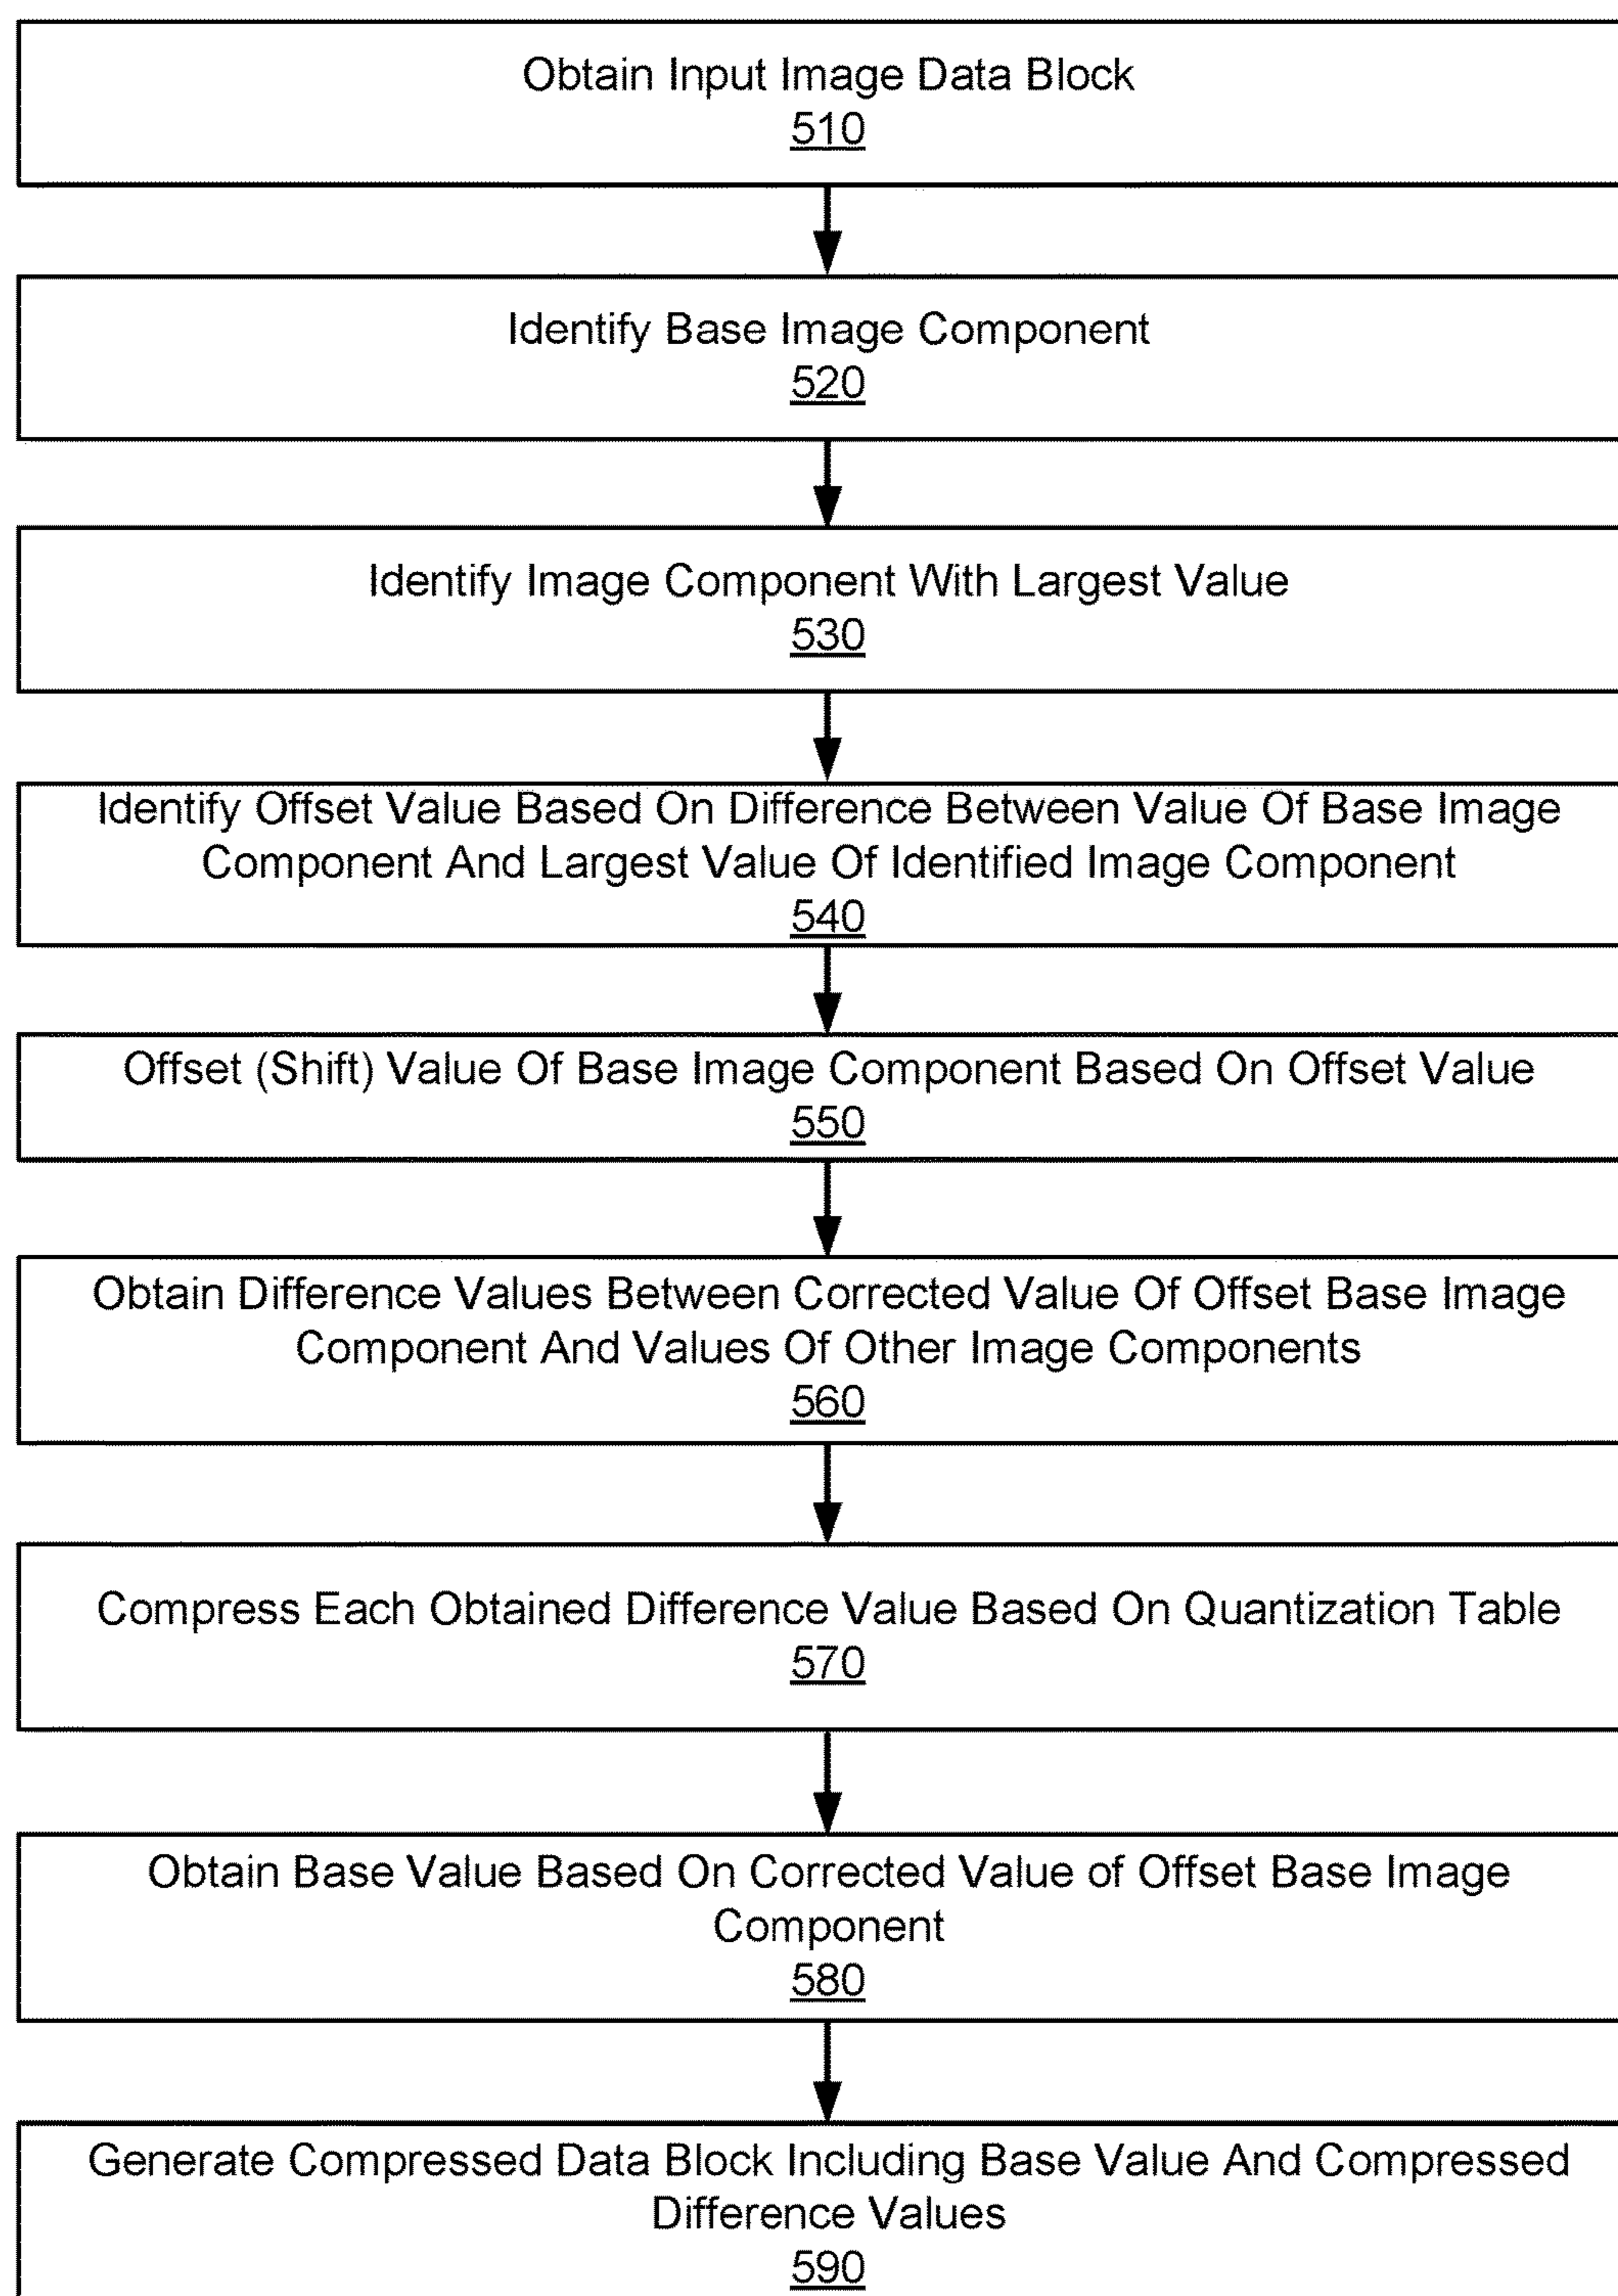 Obtain Input Image Data Block
510
Identify Base Image Component
520
Identify Image Component With Largest Value
530
Identify Offset Value Based On Difference Between Value Of Base Image
Component And Largest Value Of Identified Image Component
540
Offset (Shift) Value Of Base Image Component Based On Offset Value
550
Obtain Difference Values Between Corrected Value Of Offset Base Image
Component And Values Of Other Image Components
560
Compress Each Obtained Difference Value Based On Quantization Table
570
Obtain Base Value Based On Corrected Value of Offset Base Image
Component
580
Generate Compressed Data Block Including Base Value And Compressed
Difference Values
590